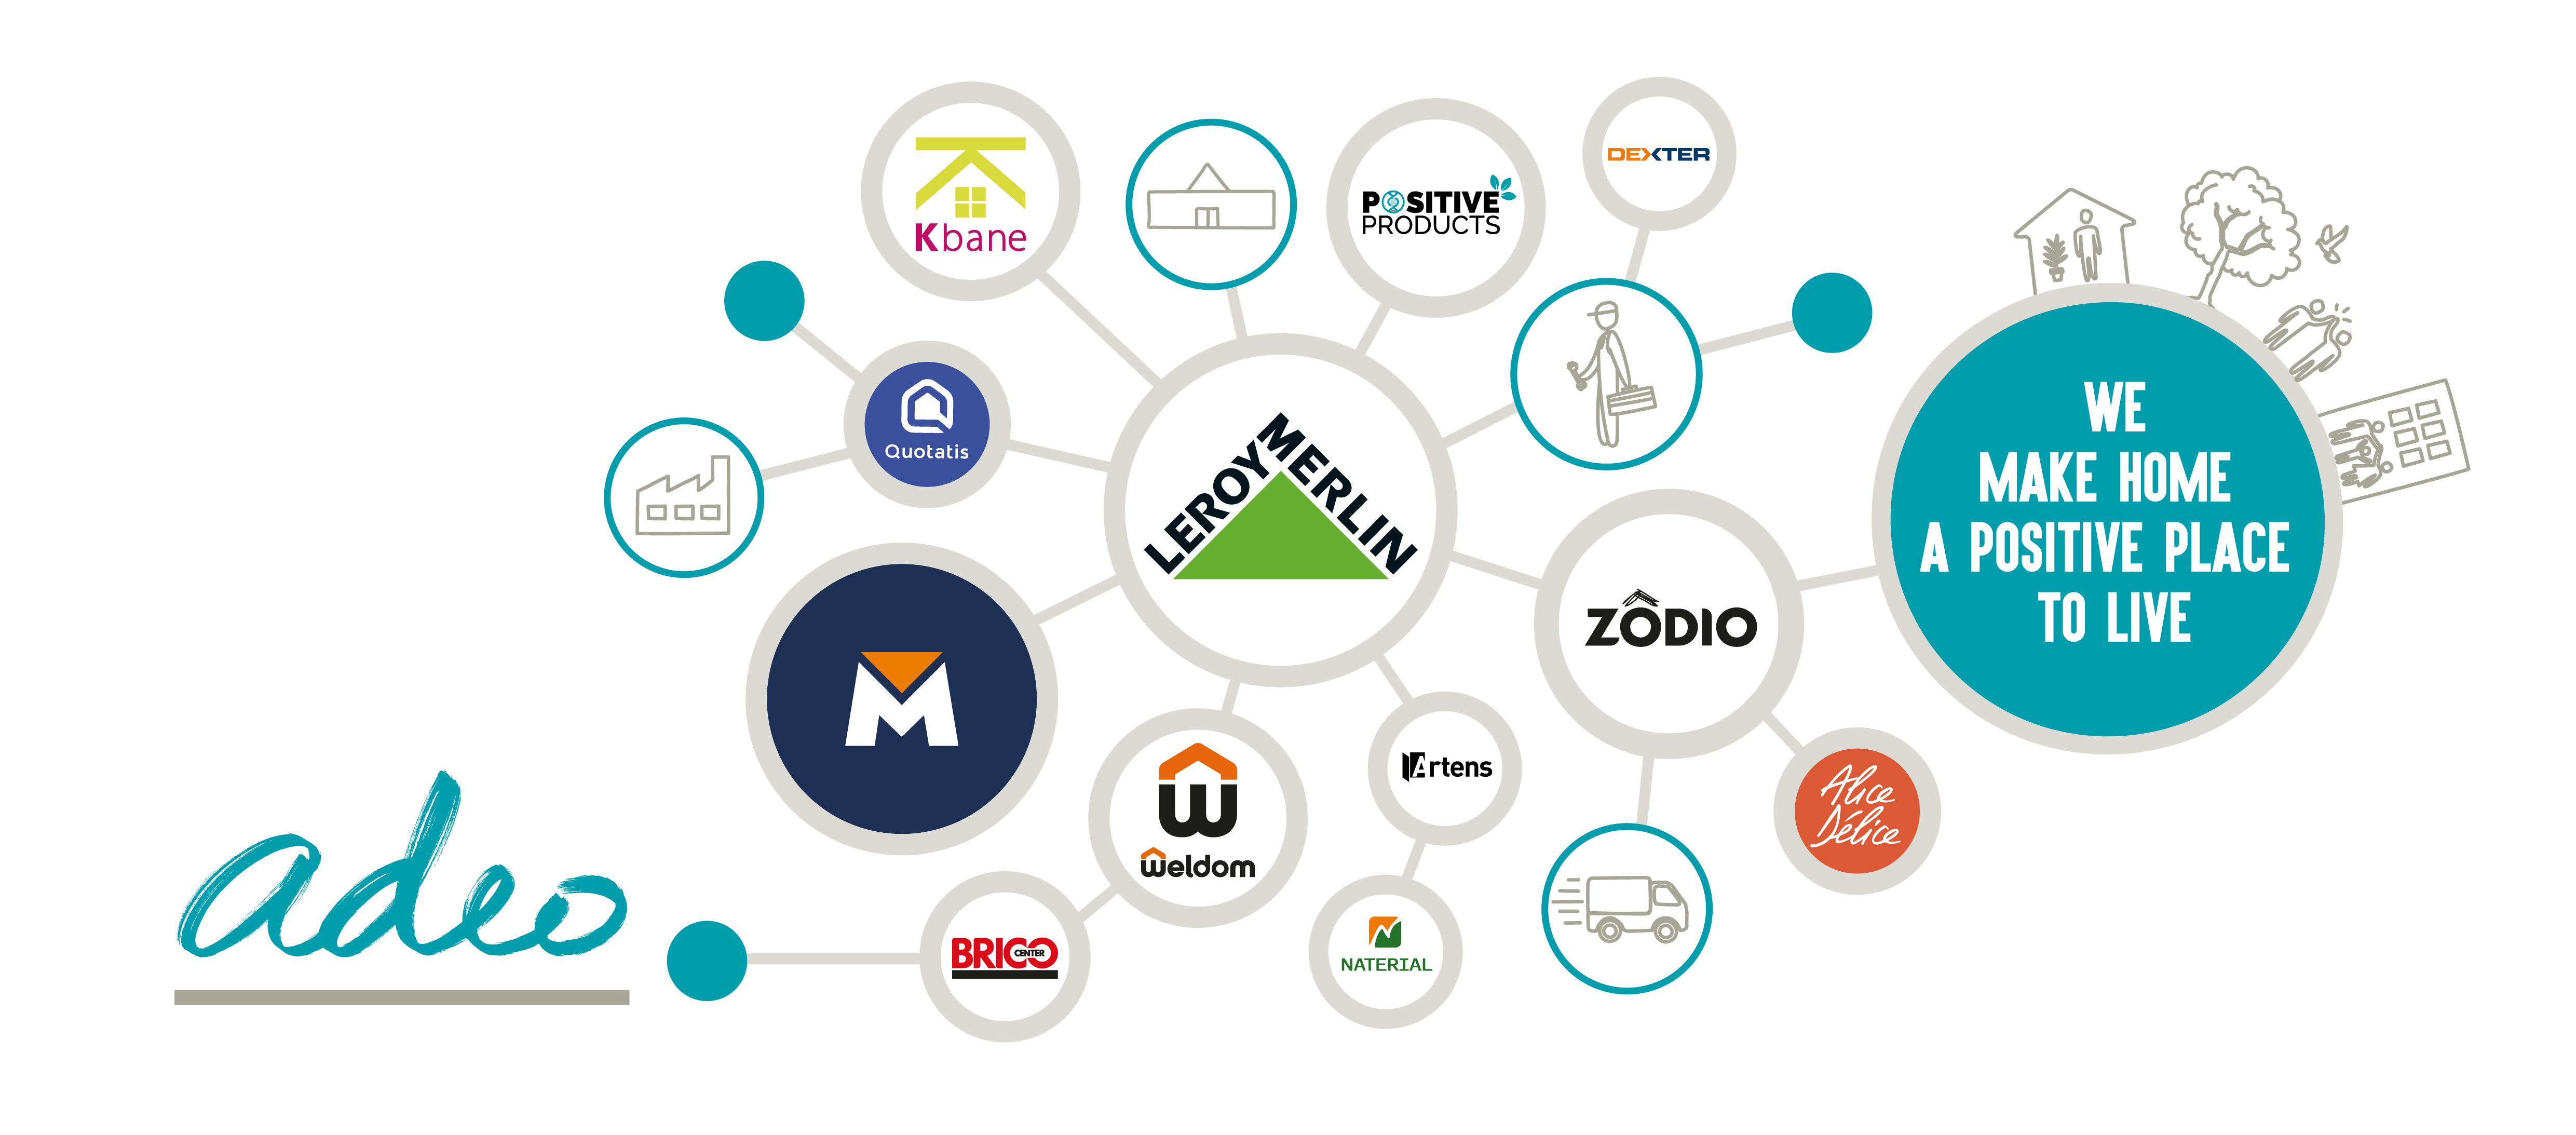 Kbane
POSITIVE
PRODUCTS
DEXTER
Quotatis
LEROY MERLIN
WE
MAKE HOME
A POSITIVE PLACE
TO LIVE
ZÔDIO
M
Artens
Alice
Délice
weldom
adeo
BRICO
CENTER
NATERIAL